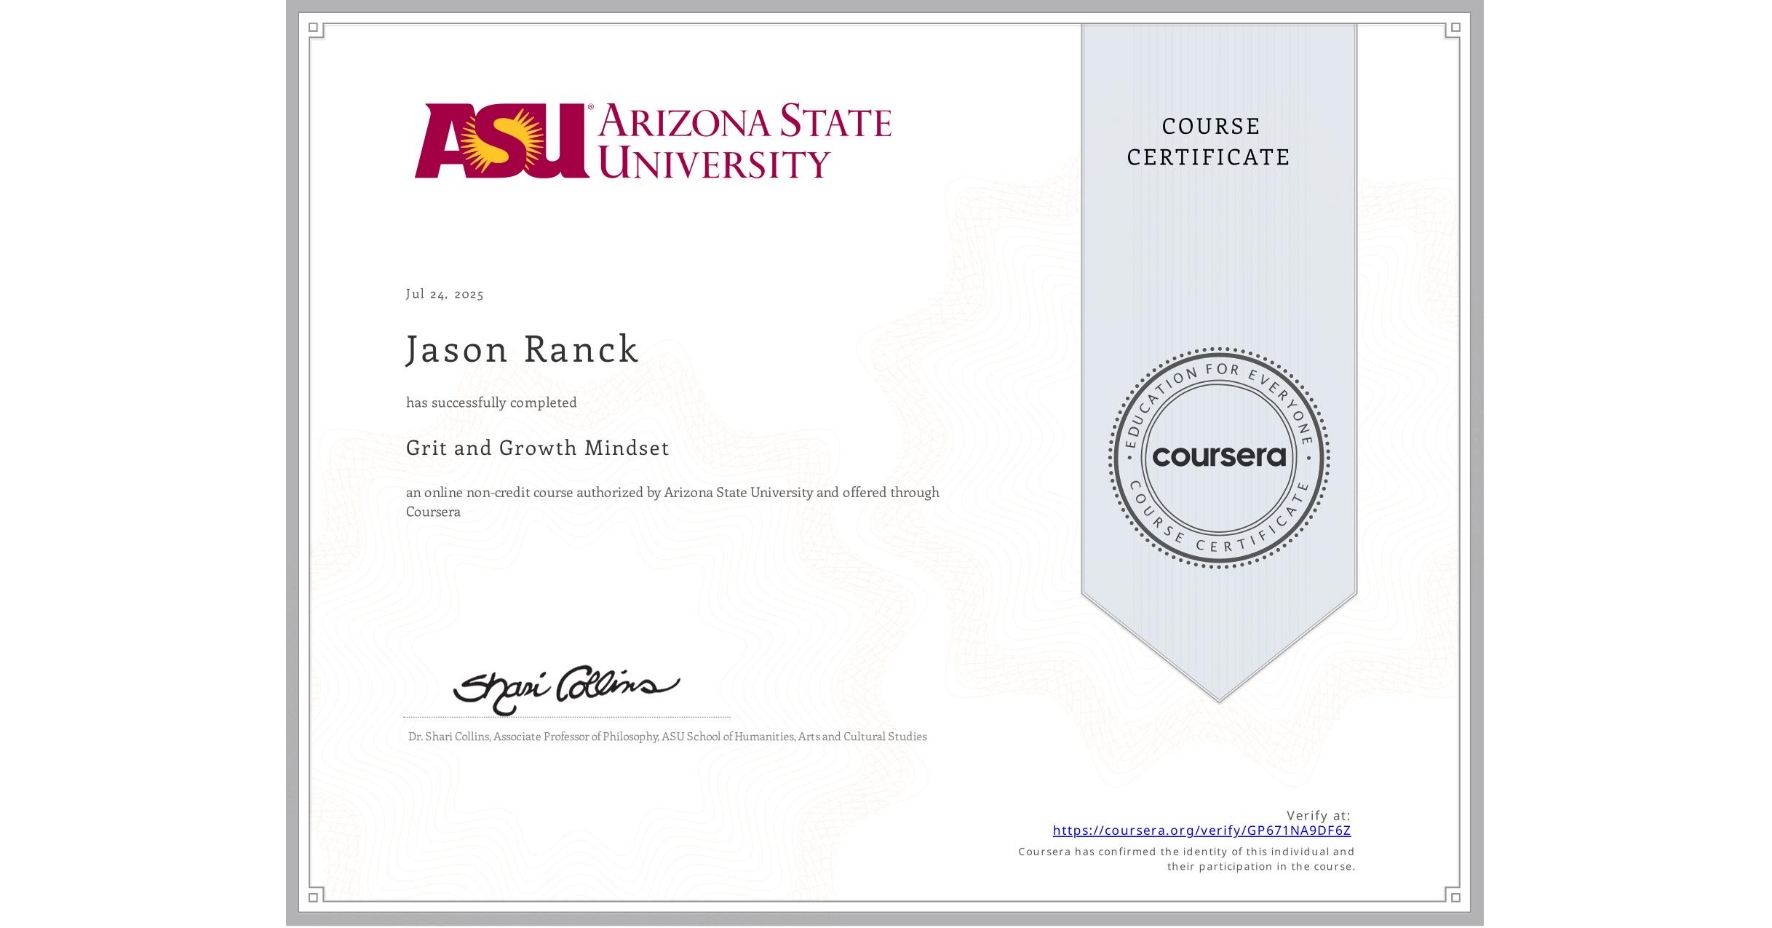 ASU® ARIZONA STATE
UNIVERSITY
COURSE
CERTIFICATE
Jul 24, 2025
Jason Ranck
has successfully completed
Grit and Growth Mindset
an online non-credit course authorized by Arizona State University and offered through
Coursera
EDUCATION FOR EVERYONE
coursera
COURSE CERTIFICATE
Shari Collins
Dr. Shari Collins, Associate Professor of Philosophy, ASU School of Humanities, Arts and Cultural Studies
Verify at:
https://coursera.org/verify/GP671NA9DF6Z
Coursera has confirmed the identity of this individual and
their participation in the course.